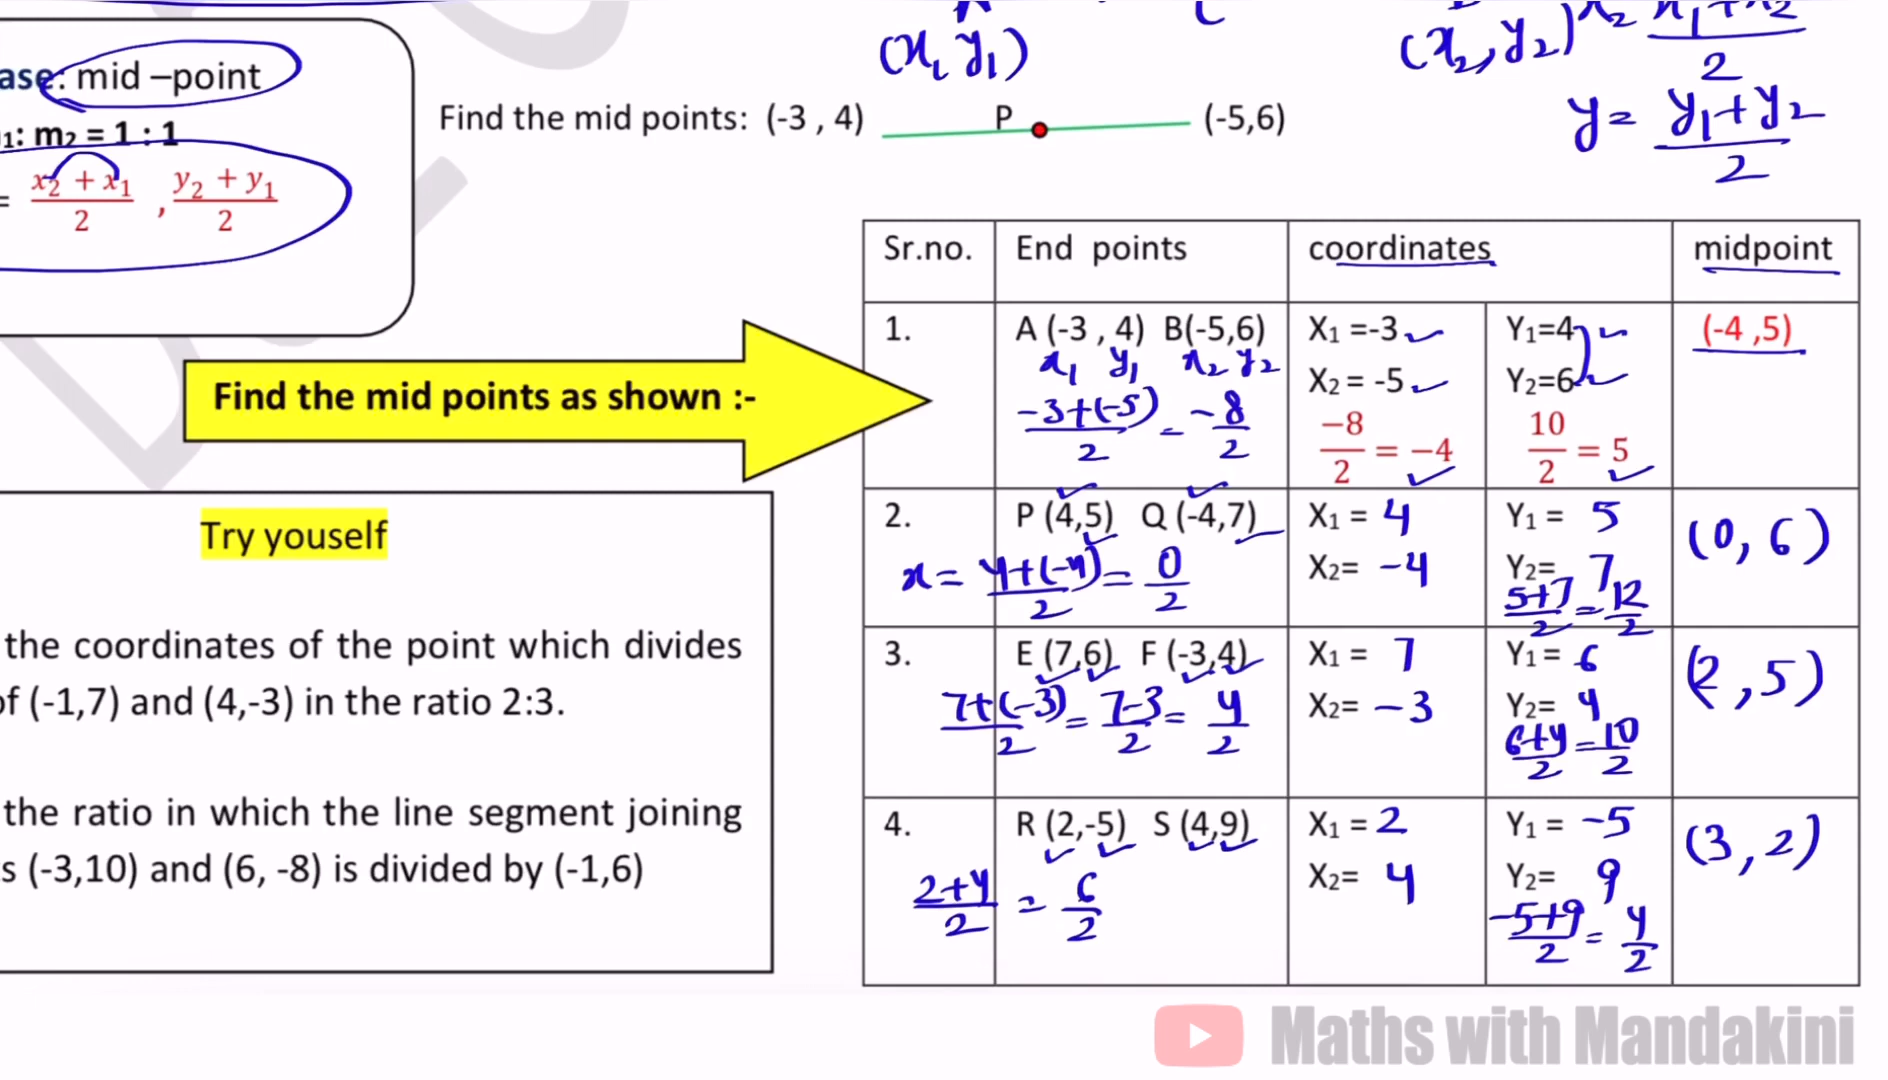 (x₁ y₁)
(x₂, y₂)
x = x₁ + x₂ / 2
y = y₁ + y₂ / 2
ase: mid –point
₁: m₂ = 1 : 1
= x₂ + x₁ / 2 , y₂ + y₁ / 2
Find the mid points: (-3 , 4) P (-5,6)
Find the mid points as shown :-
Sr.no. End points coordinates midpoint
1. A (-3 , 4) B(-5,6) X₁ =-3 Y₁=4 (-4 ,5)
x₁ y₁ x₂ y₂ X₂ = -5 Y₂=6
-3+(-5) / 2 = -8 / 2 −8 / 2 = −4 10 / 2 = 5
2. P (4,5) Q (-4,7) X₁ = 4 Y₁ = 5 (0, 6)
x = 4+(-4) / 2 = 0 / 2 X₂= -4 Y₂= 7
5+7 / 2 = 12 / 2
3. E (7,6) F (-3,4) X₁ = 7 Y₁ = 6 (2 ,5)
7+(-3) / 2 = 7-3 / 2 = 4 / 2 X₂= -3 Y₂= 4
6+4 / 2 = 10 / 2
4. R (2,-5) S (4,9) X₁ = 2 Y₁ = -5 (3, 2)
2+4 / 2 = 6 / 2 X₂= 4 Y₂= 9
-5+9 / 2 = 4 / 2
Try youself
the coordinates of the point which divides
of (-1,7) and (4,-3) in the ratio 2:3.
the ratio in which the line segment joining
s (-3,10) and (6, -8) is divided by (-1,6)
Maths with Mandakini